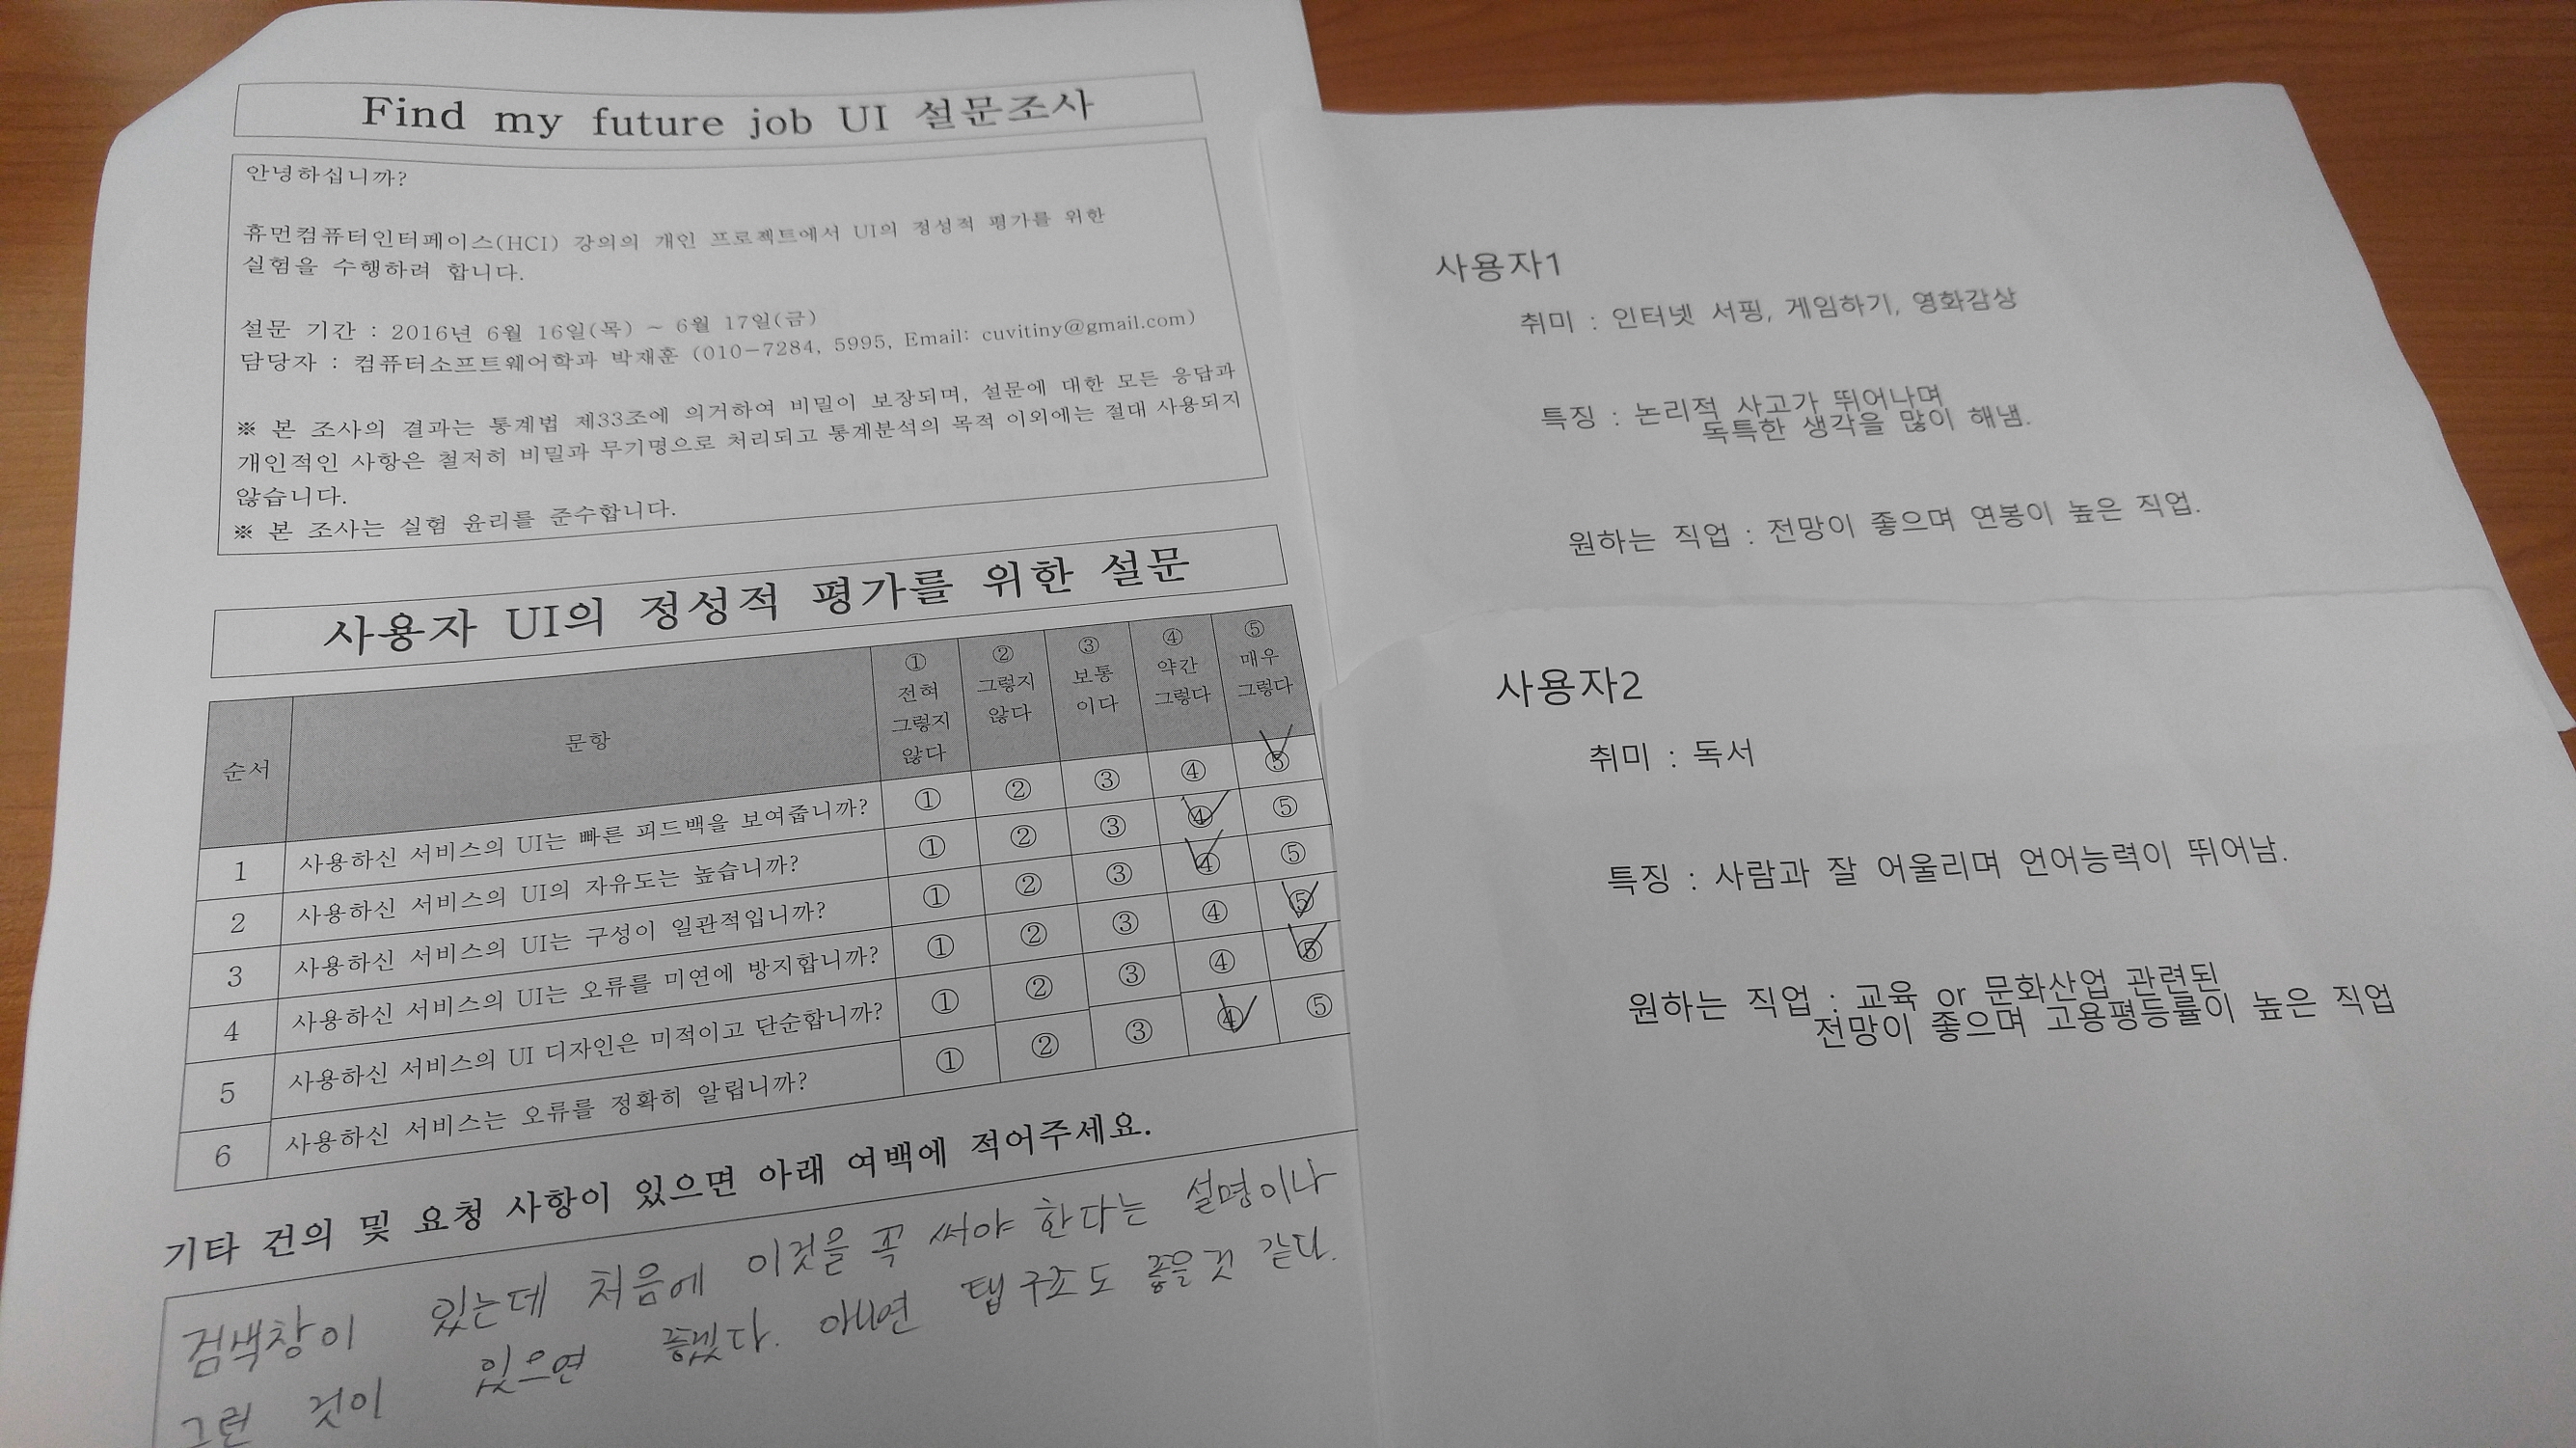 Find my future job UI 설문조사
안녕하십니까?
휴먼컴퓨터인터페이스(HCI) 강의의 개인 프로젝트에서 UI의 정성적 평가를 위한
실험을 수행하려 합니다.
설문 기간 : 2016년 6월 16일(목) ~ 6월 17일(금)
담당자 : 컴퓨터소프트웨어학과 박재훈 (010-7284, 5995, Email: cuvitiny@gmail.com)
※ 본 조사의 결과는 통계법 제33조에 의거하여 비밀이 보장되며, 설문에 대한 모든 응답과
개인적인 사항은 철저히 비밀과 무기명으로 처리되고 통계분석의 목적 이외에는 절대 사용되지
않습니다.
※ 본 조사는 실험 윤리를 준수합니다.
사용자 UI의 정성적 평가를 위한 설문
순서 문항 ① 전혀 그렇지 않다 ② 그렇지 않다 ③ 보통 이다 ④ 약간 그렇다 ⑤ 매우 그렇다
1 사용하신 서비스의 UI는 빠른 피드백을 보여줍니까? ① ② ③ ④ ⑤
2 사용하신 서비스의 UI의 자유도는 높습니까? ① ② ③ ④ ⑤
3 사용하신 서비스의 UI는 구성이 일관적입니까? ① ② ③ ④ ⑤
4 사용하신 서비스의 UI는 오류를 미연에 방지합니까? ① ② ③ ④ ⑤
5 사용하신 서비스의 UI 디자인은 미적이고 단순합니까? ① ② ③ ④ ⑤
6 사용하신 서비스는 오류를 정확히 알립니까? ① ② ③ ④ ⑤
기타 건의 및 요청 사항이 있으면 아래 여백에 적어주세요.
검색창이 있는데 처음에 이것을 꼭 써야 한다는 설명이나
그런 것이 있으면 좋겠다. 아니면 탭구조도 좋을것 같다.
사용자1
취미 : 인터넷 서핑, 게임하기, 영화감상
특징 : 논리적 사고가 뛰어나며
독특한 생각을 많이 해냄.
원하는 직업 : 전망이 좋으며 연봉이 높은 직업.
사용자2
취미 : 독서
특징 : 사람과 잘 어울리며 언어능력이 뛰어남.
원하는 직업 : 교육 or 문화산업 관련된
전망이 좋으며 고용평등률이 높은 직업